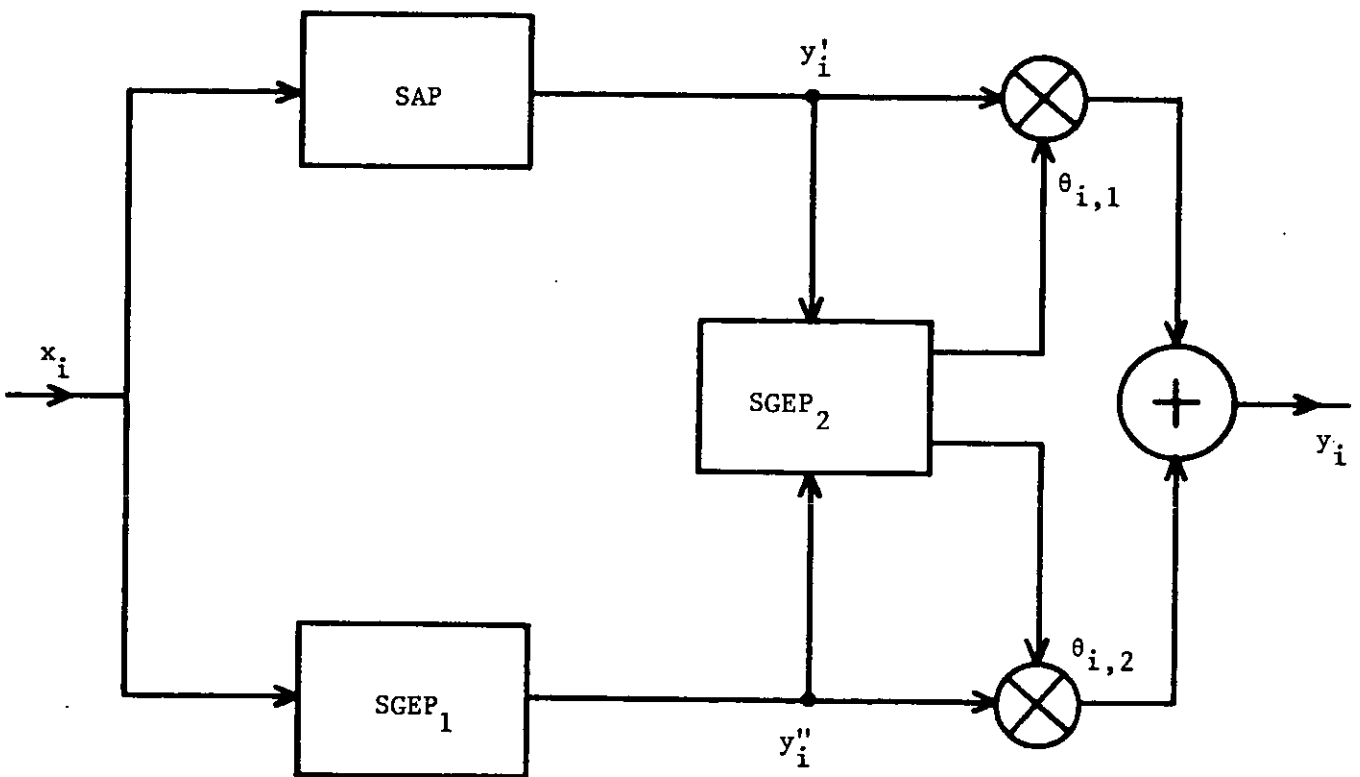 y'ᵢ
SAP
θᵢ,₁
xᵢ
SGEP₂
+
yᵢ
θᵢ,₂
SGEP₁
y''ᵢ